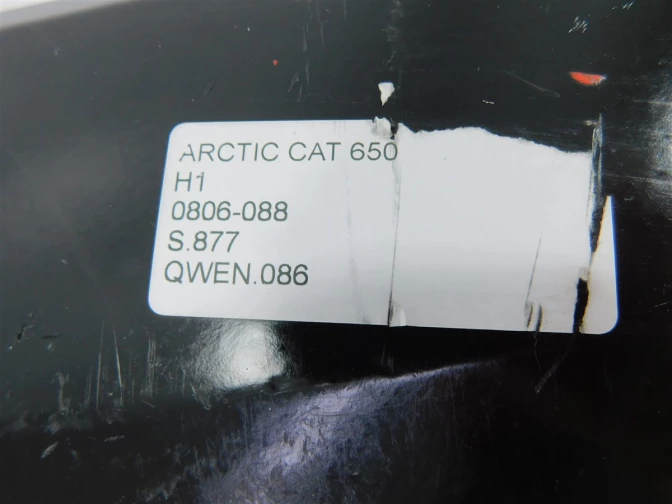 ARCTIC CAT 650
H1
0806-088
S.877
QWEN.086